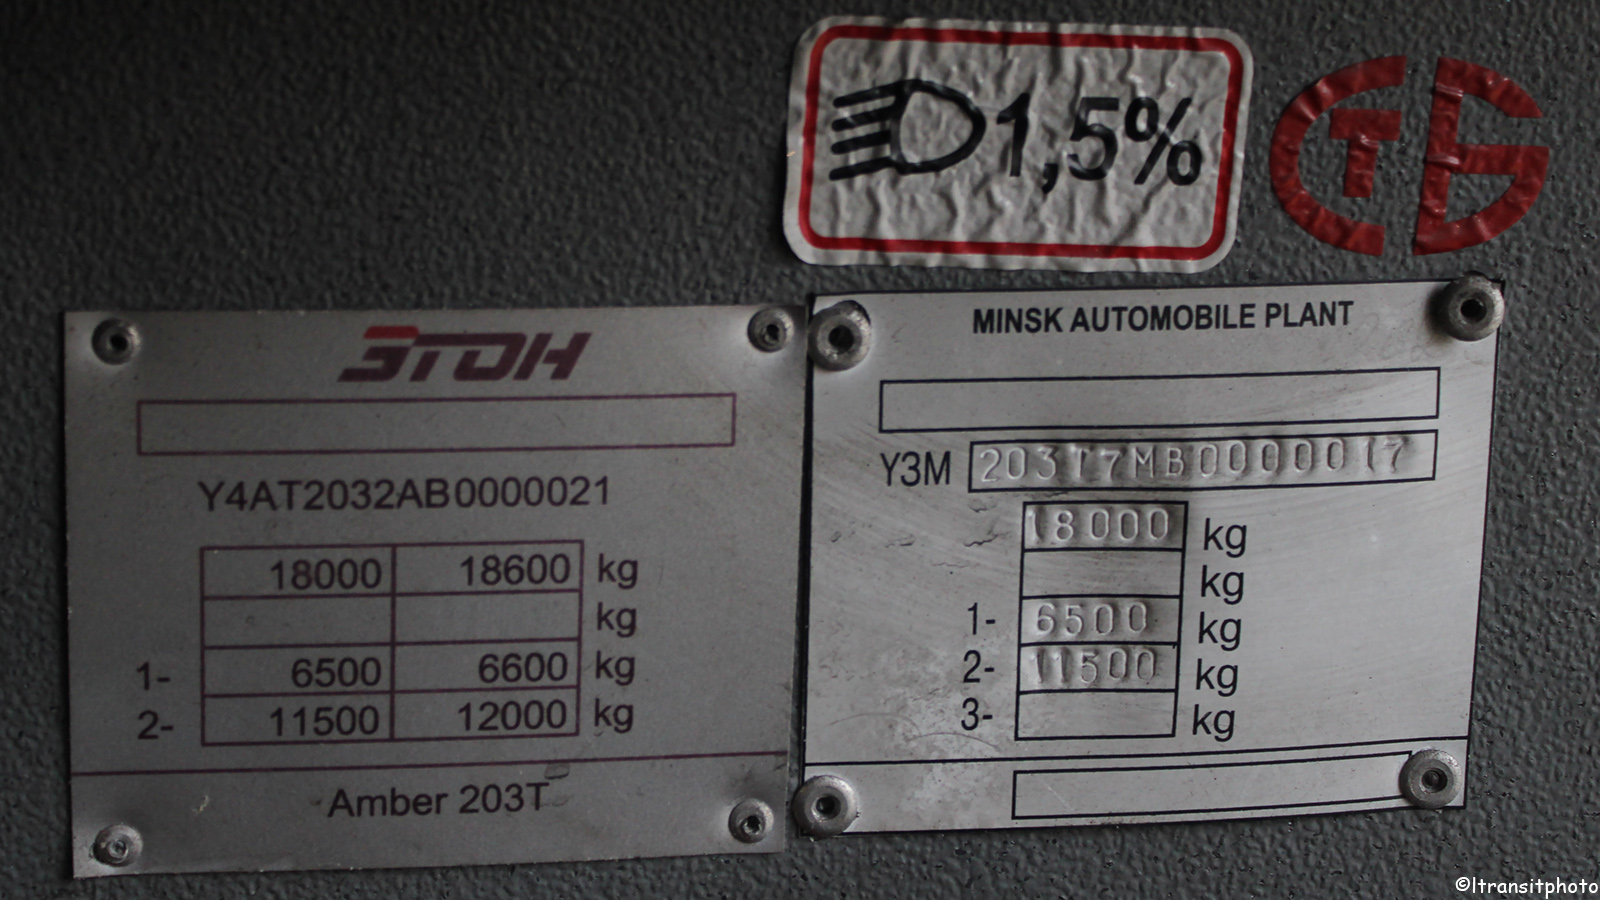 1,5%
СТБ
ЭТОН
Y4AT2032AB0000021
18000 18600 kg
kg
1- 6500 6600 kg
2- 11500 12000 kg
Amber 203T
MINSK AUTOMOBILE PLANT
Y3M 203T7MB0000017
18000 kg
kg
1- 6500 kg
2- 11500 kg
3- kg
©ltransitphoto